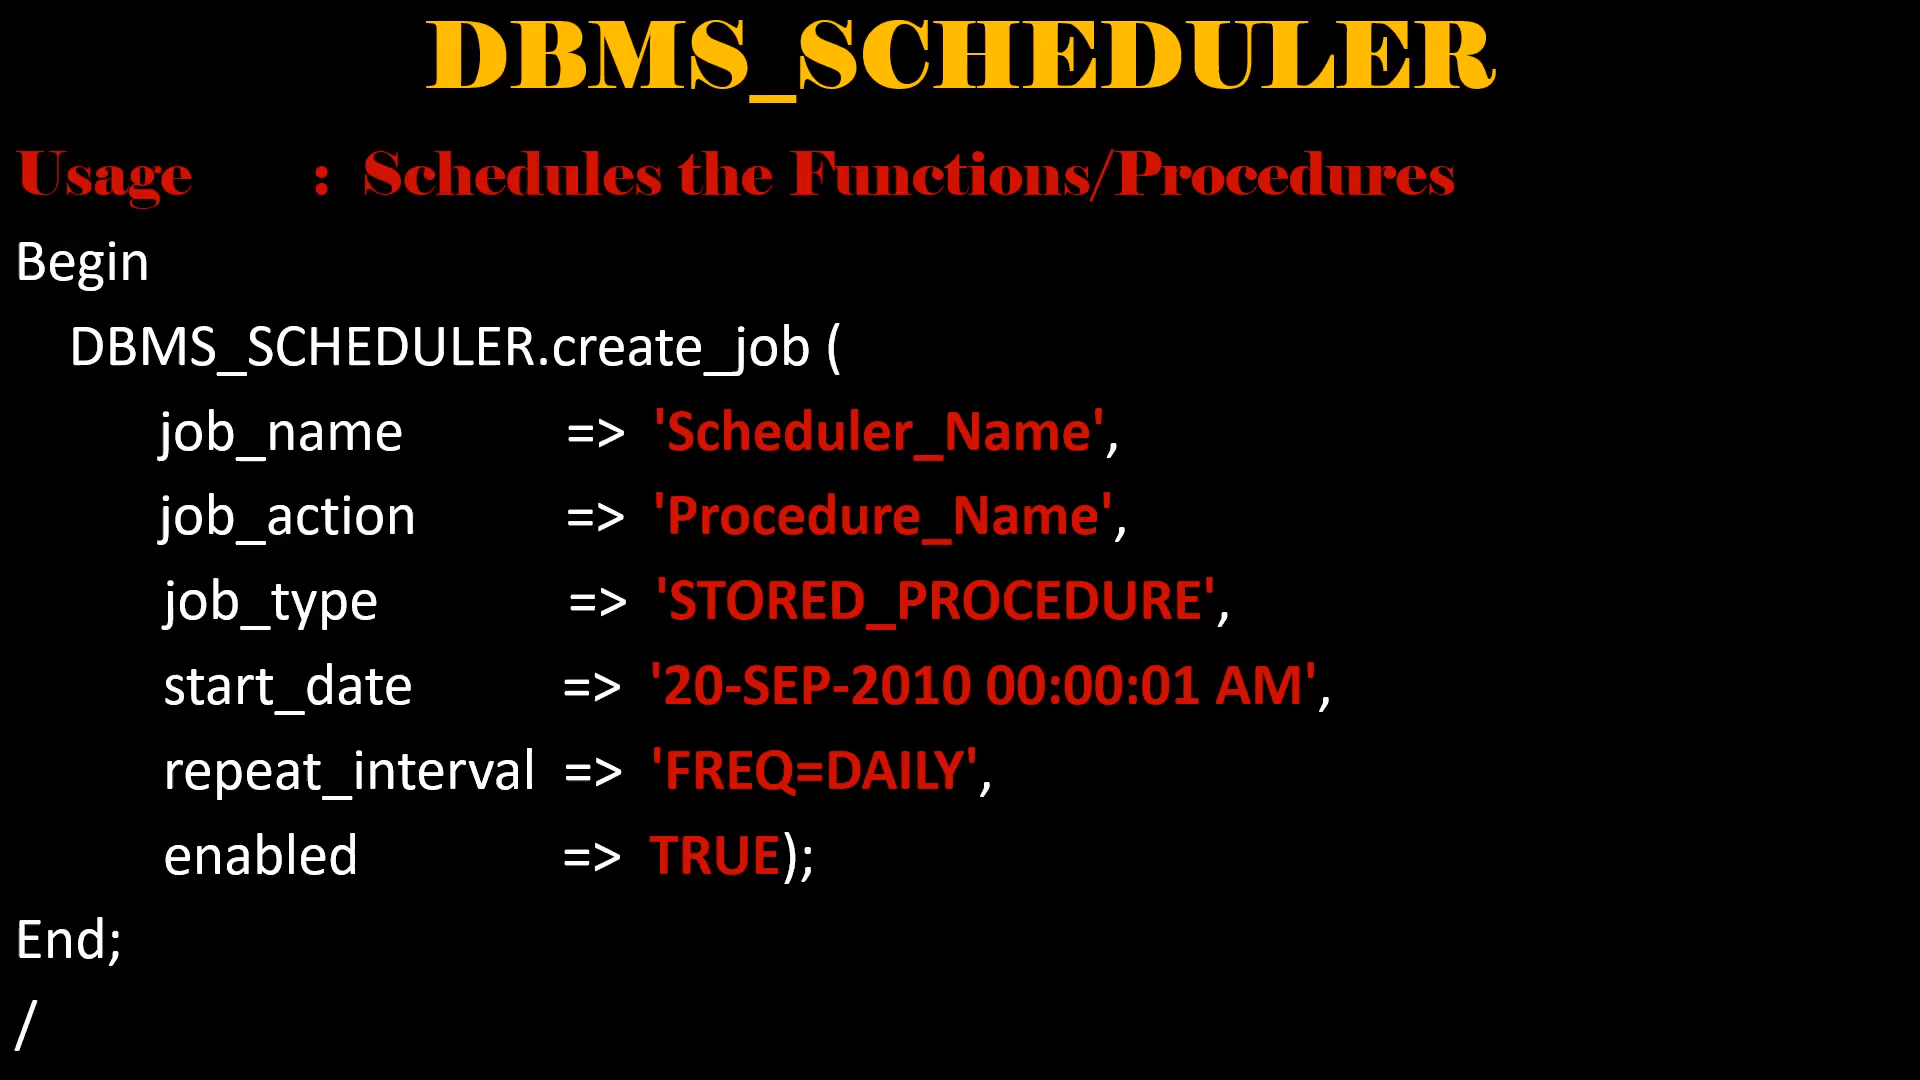 DBMS_SCHEDULER
Usage : Schedules the Functions/Procedures
Begin
DBMS_SCHEDULER.create_job (
job_name => 'Scheduler_Name',
job_action => 'Procedure_Name',
job_type => 'STORED_PROCEDURE',
start_date => '20-SEP-2010 00:00:01 AM',
repeat_interval => 'FREQ=DAILY',
enabled => TRUE);
End;
/